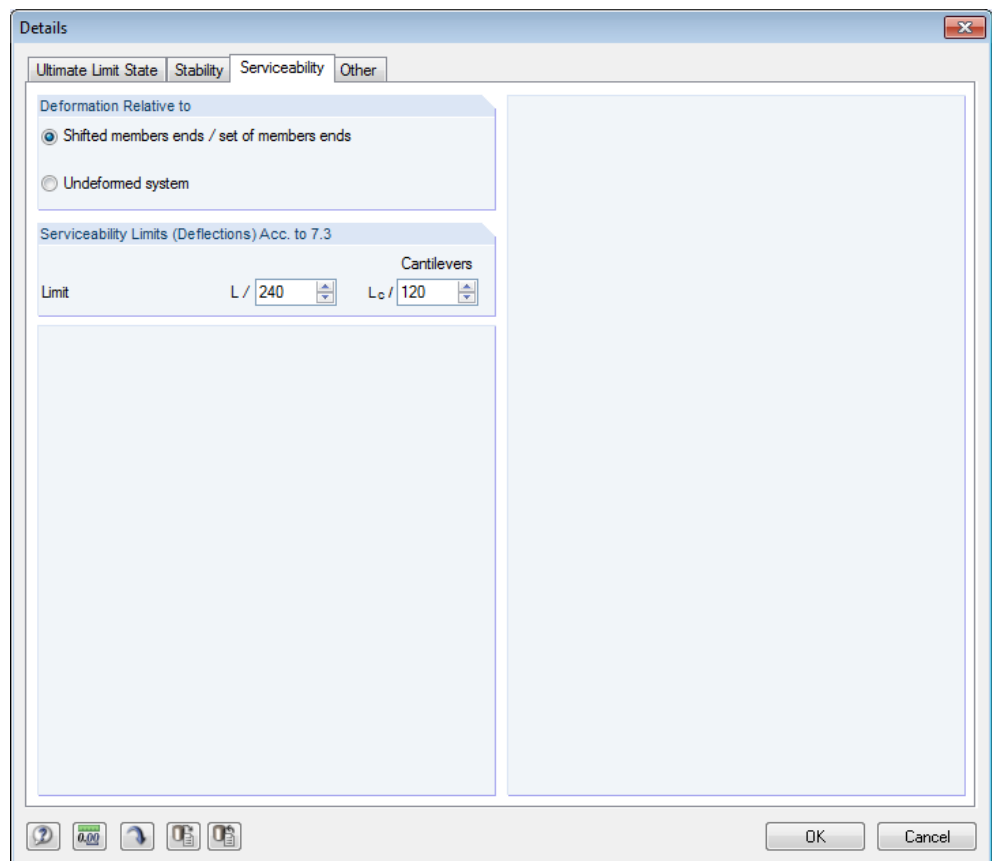 Details
Ultimate Limit State Stability Serviceability Other
Deformation Relative to
Shifted members ends / set of members ends
Undeformed system
Serviceability Limits (Deflections) Acc. to 7.3
Cantilevers
Limit L / 240 Lc / 120
0.00
OK Cancel